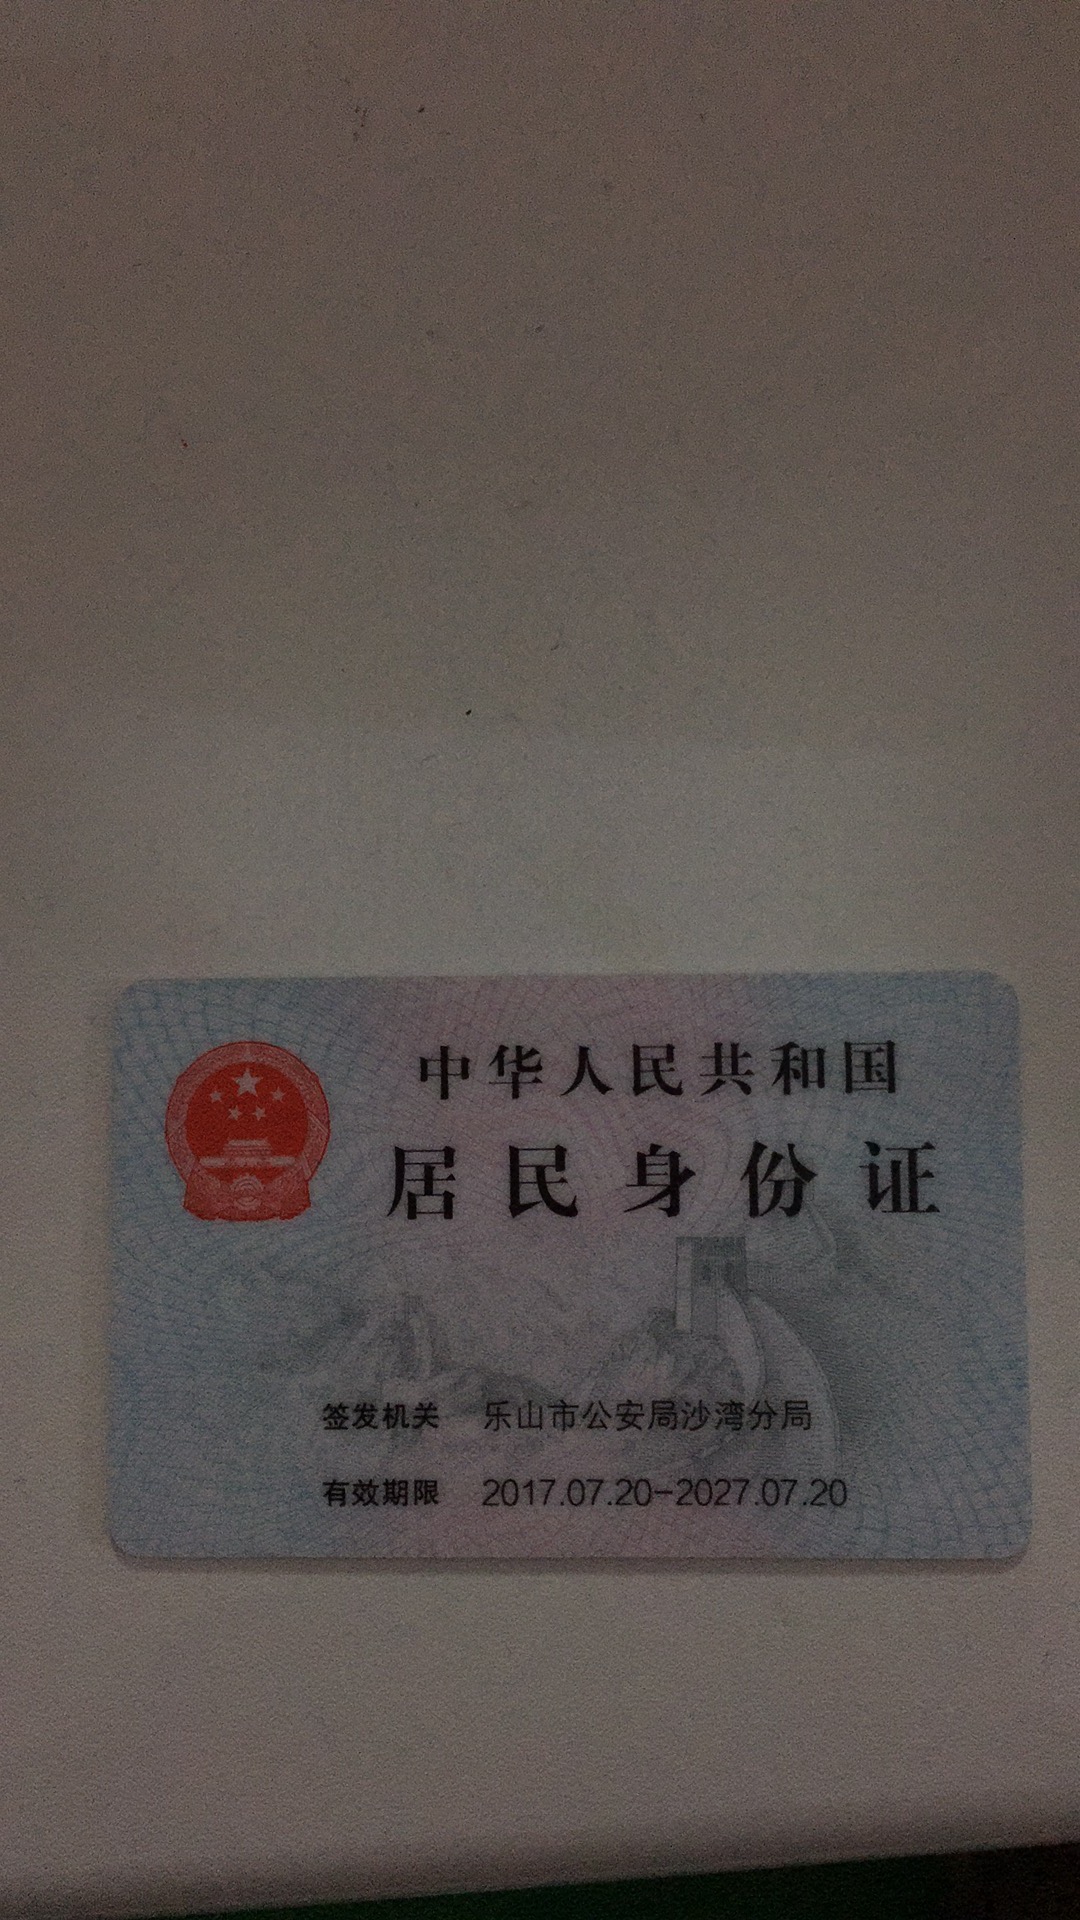 中华人民共和国
居民身份证
签发机关 乐山市公安局沙湾分局
有效期限 2017.07.20-2027.07.20